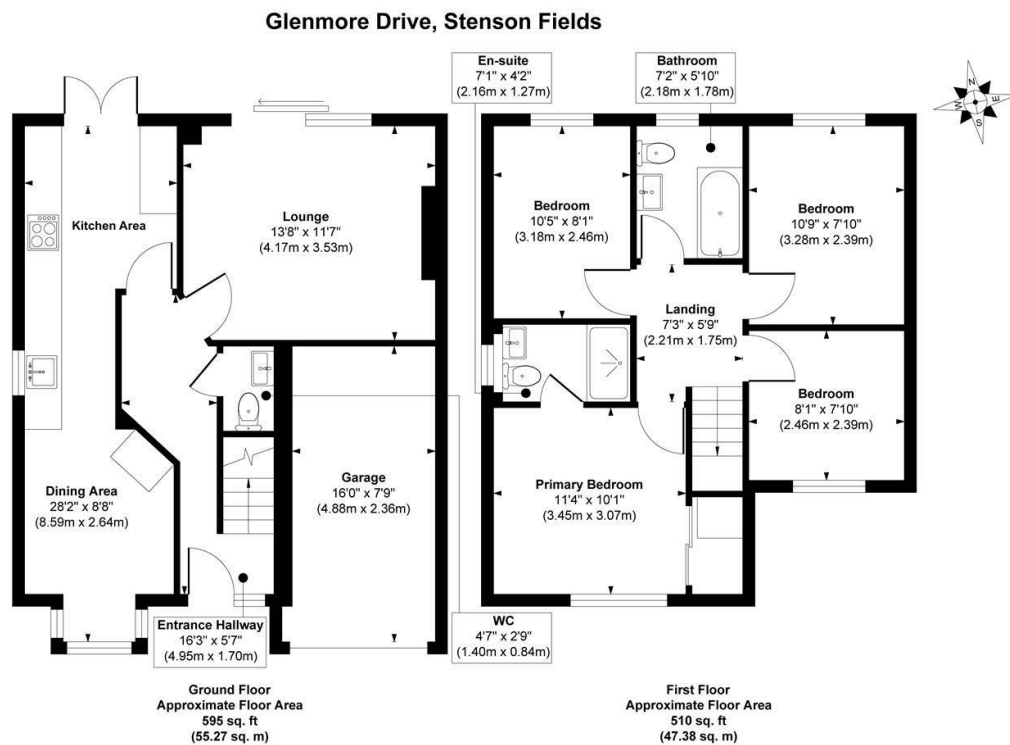 Glenmore Drive, Stenson Fields
En-suite
7'1" x 4'2"
(2.16m x 1.27m)
Bathroom
7'2" x 5'10"
(2.18m x 1.78m)
N
E
S
W
Kitchen Area
Lounge
13'8" x 11'7"
(4.17m x 3.53m)
Bedroom
10'5" x 8'1"
(3.18m x 2.46m)
Bedroom
10'9" x 7'10"
(3.28m x 2.39m)
Landing
7'3" x 5'9"
(2.21m x 1.75m)
Bedroom
8'1" x 7'10"
(2.46m x 2.39m)
Dining Area
28'2" x 8'8"
(8.59m x 2.64m)
Garage
16'0" x 7'9"
(4.88m x 2.36m)
Primary Bedroom
11'4" x 10'1"
(3.45m x 3.07m)
Entrance Hallway
16'3" x 5'7"
(4.95m x 1.70m)
WC
4'7" x 2'9"
(1.40m x 0.84m)
Ground Floor
Approximate Floor Area
595 sq. ft
(55.27 sq. m)
First Floor
Approximate Floor Area
510 sq. ft
(47.38 sq. m)